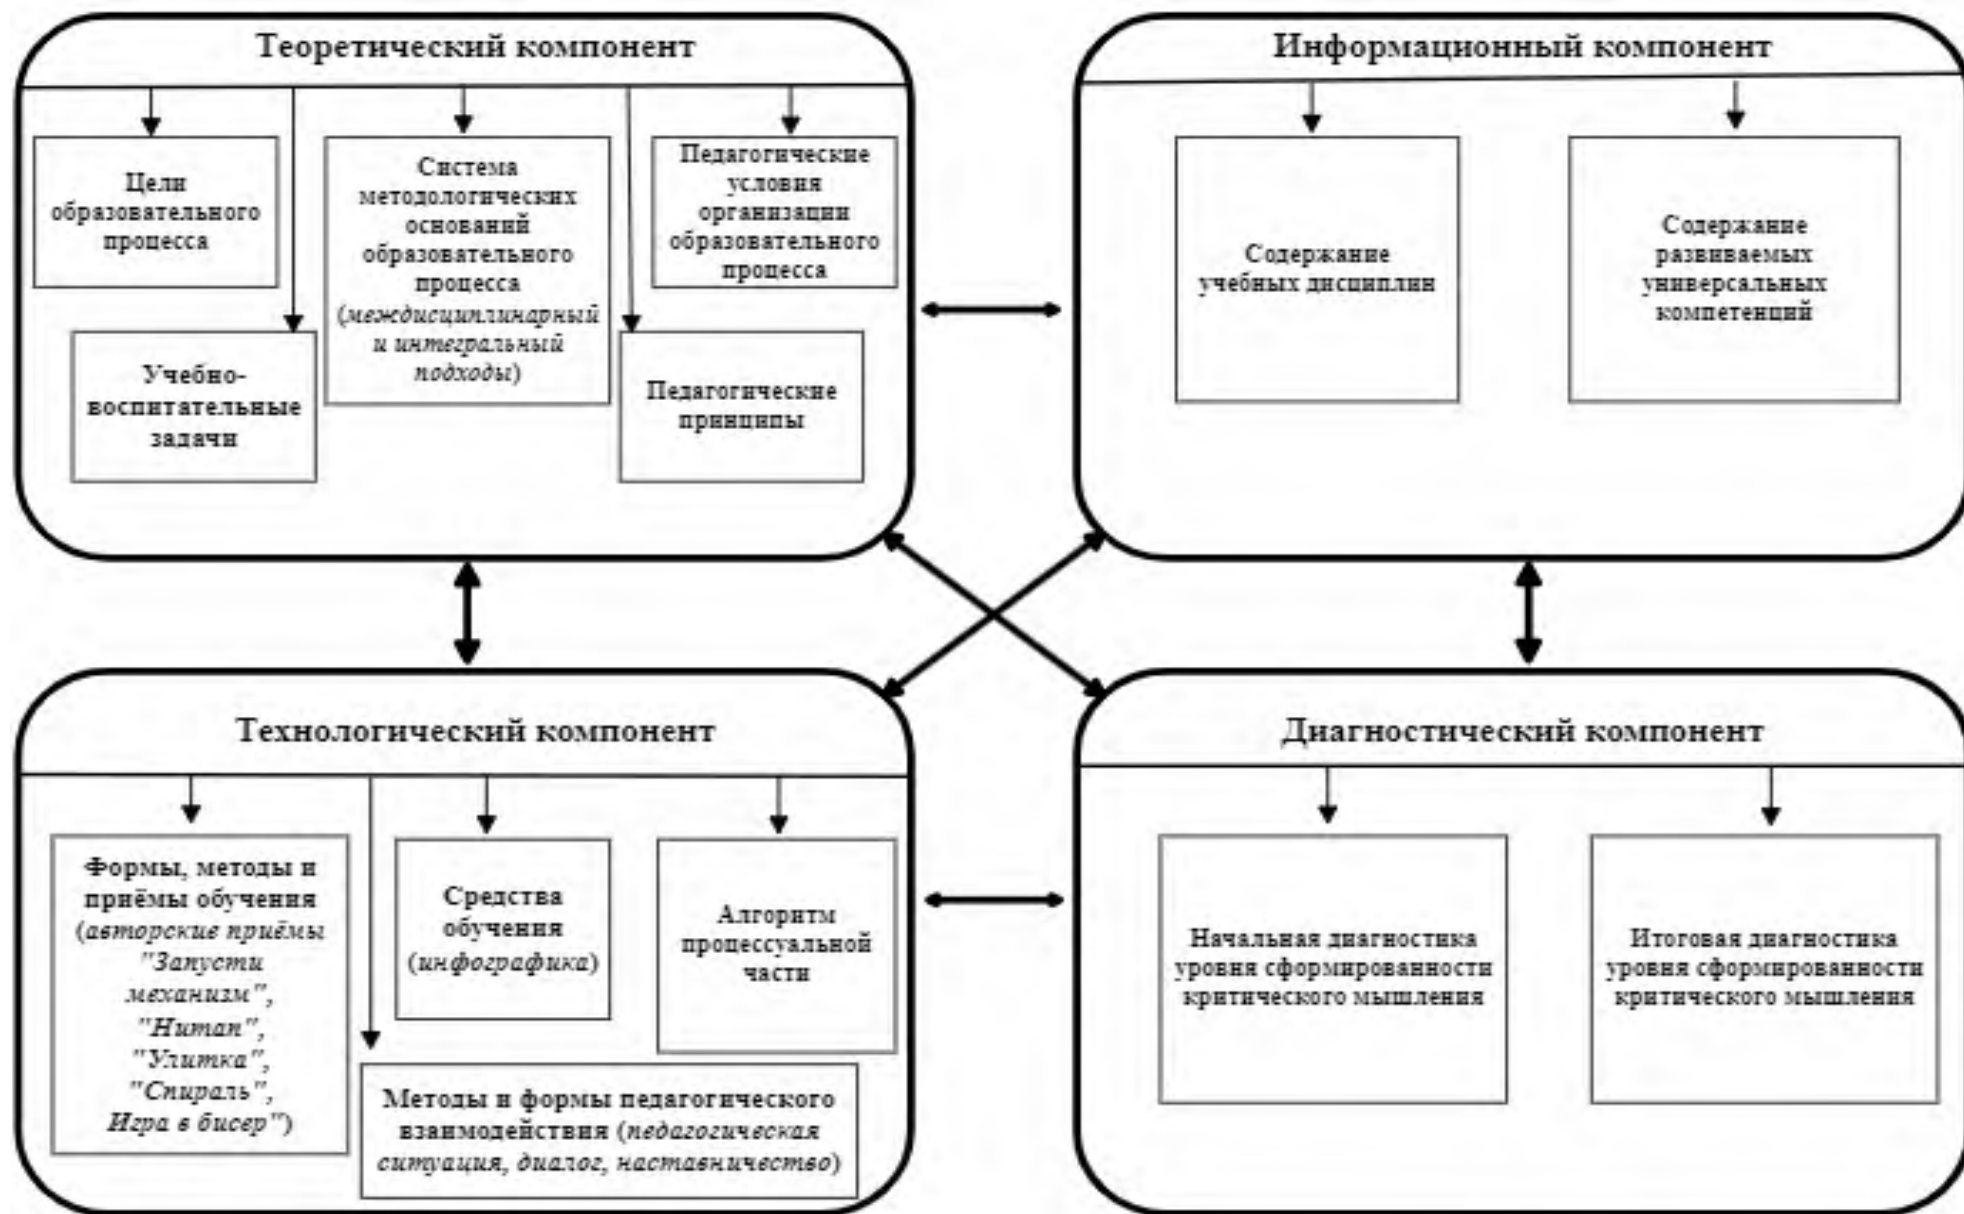 Теоретический компонент
Цели
образовательного
процесса
Учебно-
воспитательные
задачи
Система
методологических
оснований
образовательного
процесса
(междисциплинарный
и интегральный
подходы)
Педагогические
принципы
Педагогические
условия
организации
образовательного
процесса
Информационный компонент
Содержание
учебных дисциплин
Содержание
развиваемых
универсальных
компетенций
Технологический компонент
Формы, методы и
приёмы обучения
(авторские приёмы
"Запусти
механизм",
"Нитап",
"Улитка",
"Спираль",
Игра в бисер")
Средства
обучения
(инфографика)
Алгоритм
процессуальной
части
Методы и формы педагогического
взаимодействия (педагогическая
ситуация, диалог, наставничество)
Диагностический компонент
Начальная диагностика
уровня сформированности
критического мышления
Итоговая диагностика
уровня сформированности
критического мышления